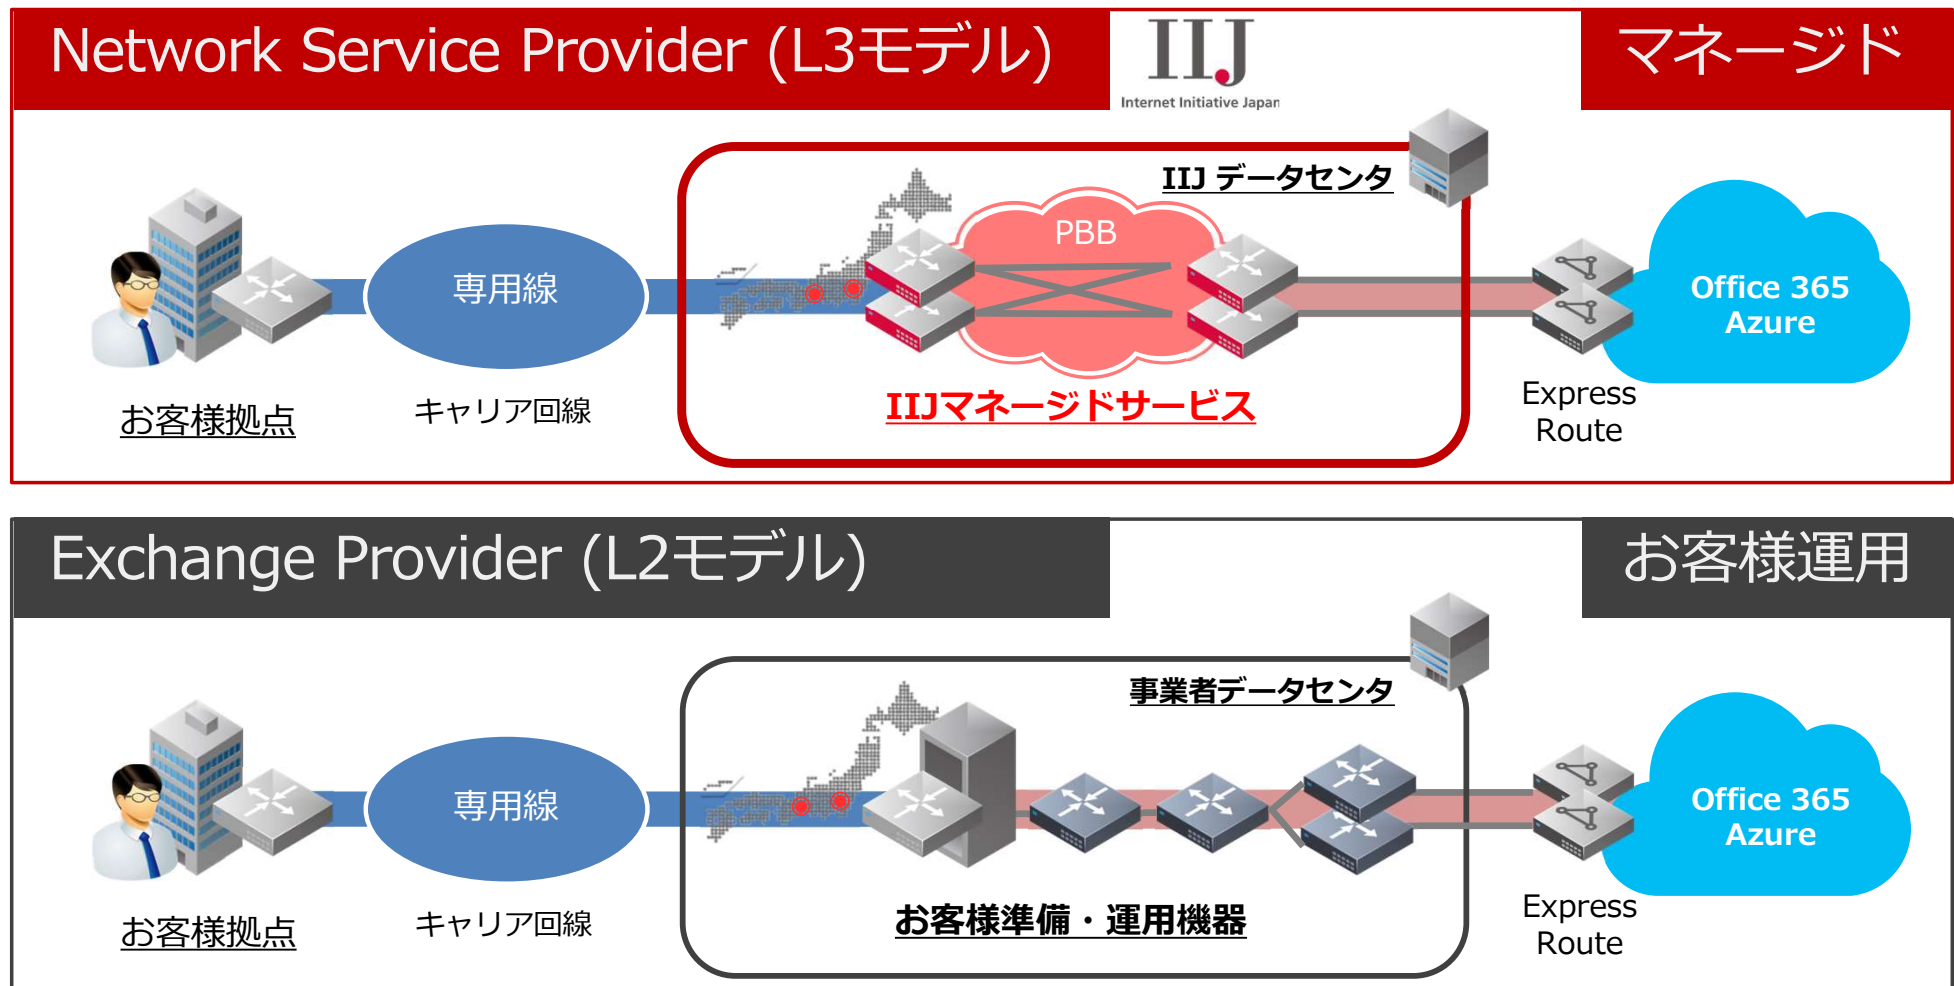 Network Service Provider (L3モデル)
IIJ
Internet Initiative Japan
マネージド
IIJ データセンタ
PBB
専用線
Office 365
Azure
お客様拠点
キャリア回線
IIJマネージドサービス
Express
Route
Exchange Provider (L2モデル)
お客様運用
事業者データセンタ
専用線
Office 365
Azure
お客様拠点
キャリア回線
お客様準備・運用機器
Express
Route